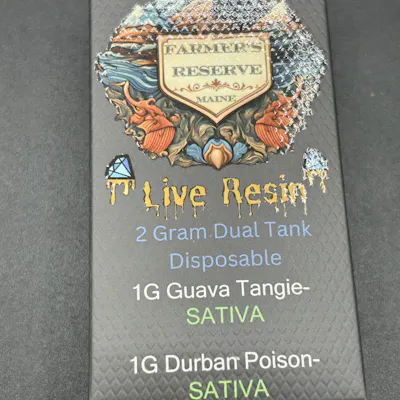 FARMER'S
RESERVE
MAINE
Live Resin
2 Gram Dual Tank
Disposable
1G Guava Tangie-
SATIVA
1G Durban Poison-
SATIVA